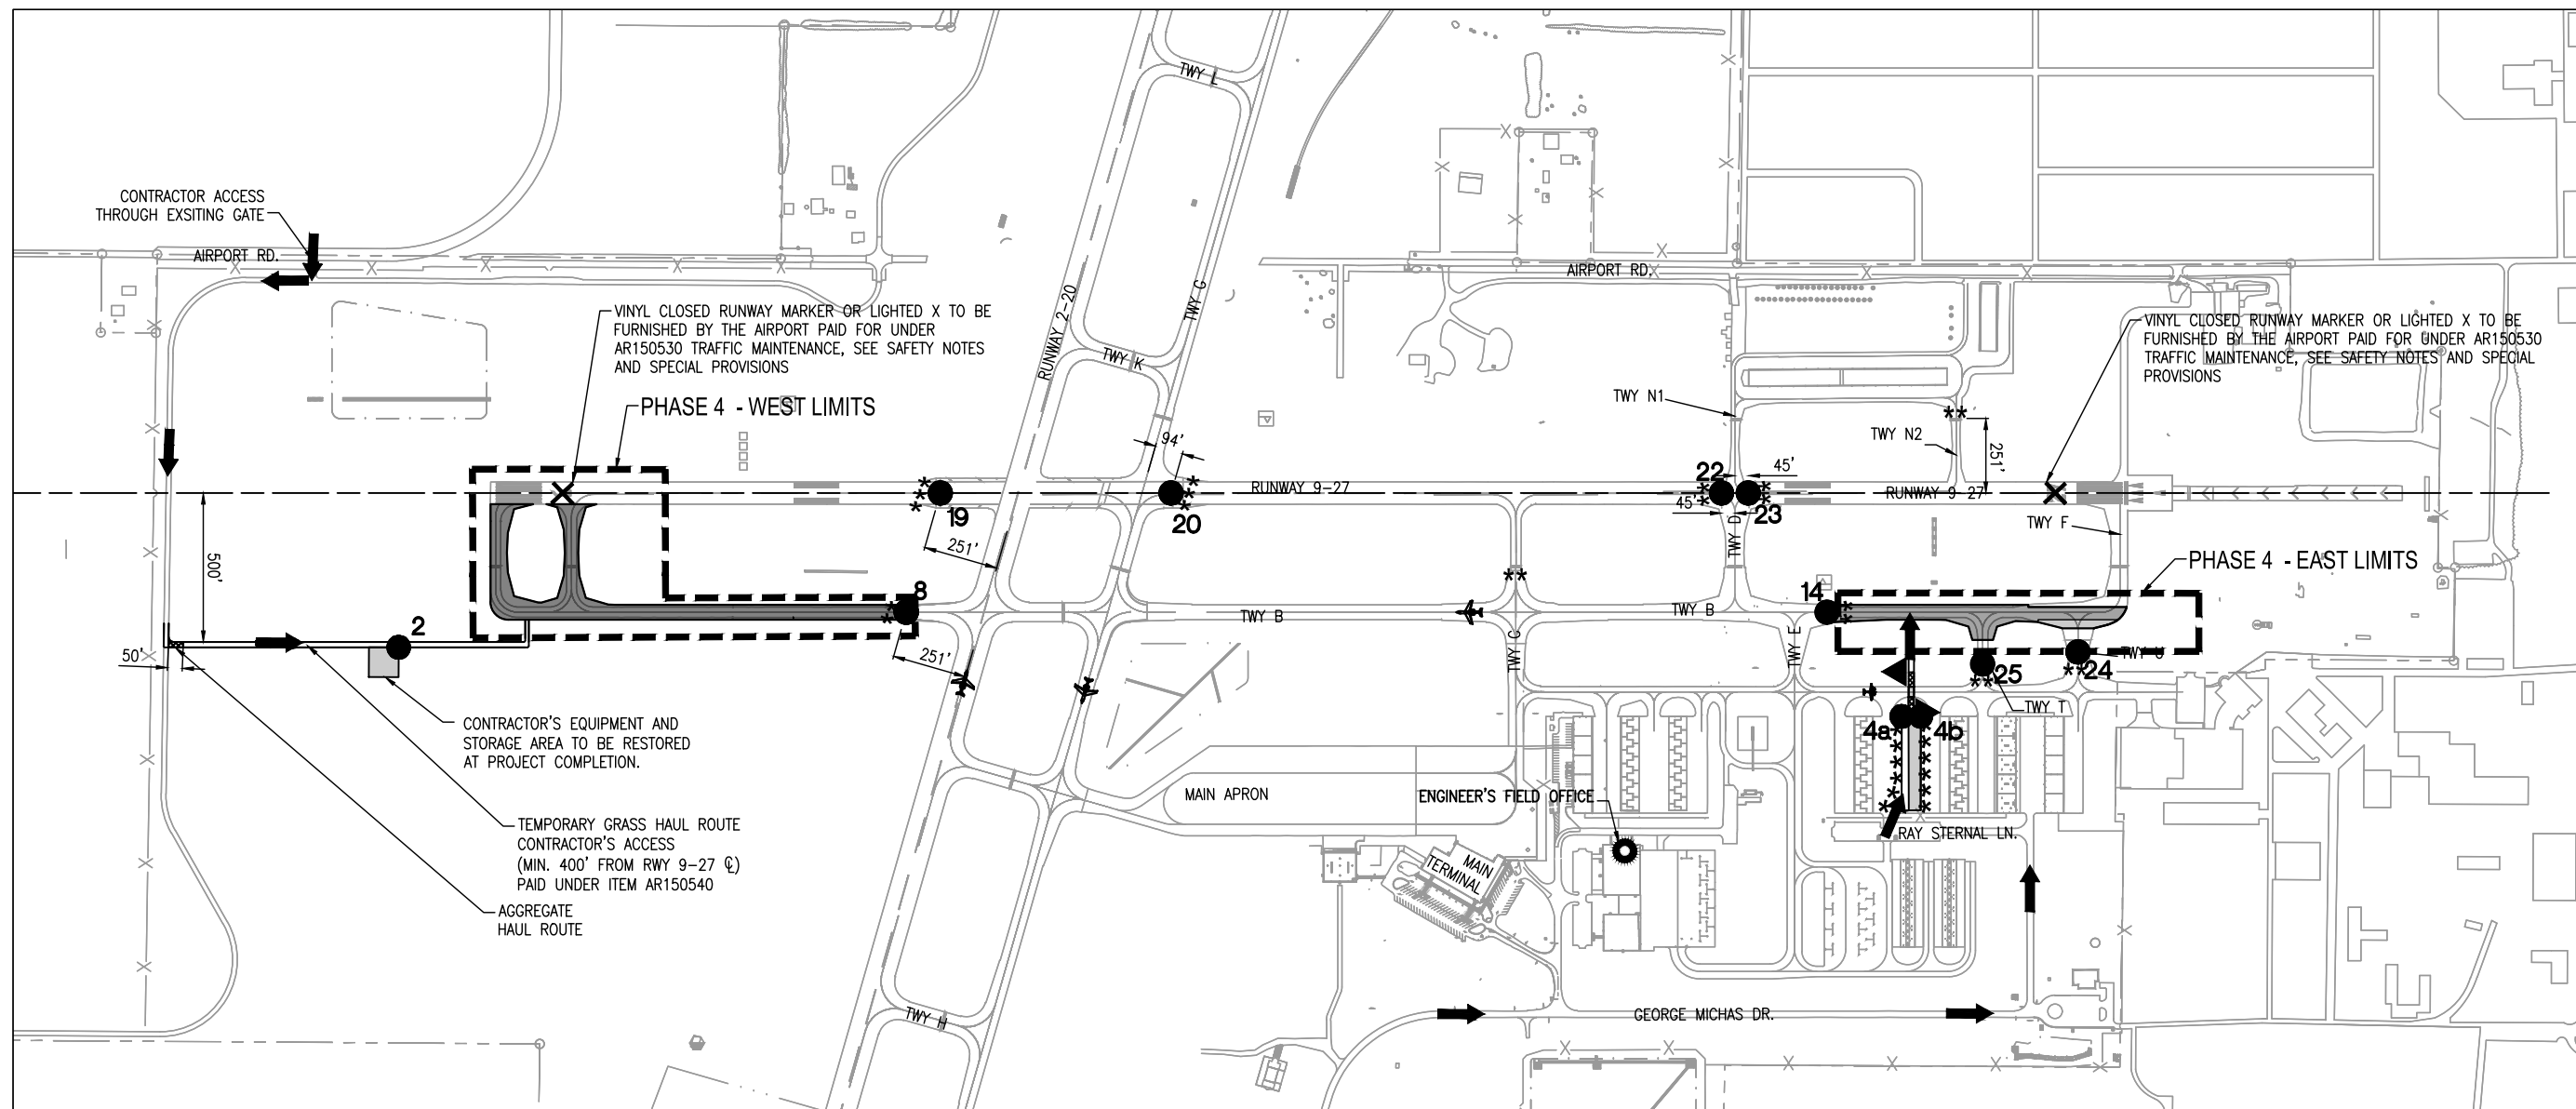 TWY L
CONTRACTOR ACCESS
THROUGH EXSITING GATE
AIRPORT RD.
AIRPORT RD.
RUNWAY 2-20
TWY G
VINYL CLOSED RUNWAY MARKER OR LIGHTED X TO BE
FURNISHED BY THE AIRPORT PAID FOR UNDER
AR150530 TRAFFIC MAINTENANCE, SEE SAFETY NOTES
AND SPECIAL PROVISIONS
VINYL CLOSED RUNWAY MARKER OR LIGHTED X TO BE
FURNISHED BY THE AIRPORT PAID FOR UNDER AR150530
TRAFFIC MAINTENANCE, SEE SAFETY NOTES AND SPECIAL
PROVISIONS
TWY K
PHASE 4 - WEST LIMITS
TWY N1
TWY N2
94'
251'
22
45'
RUNWAY 9-27
RUNWAY 9-27
45'
23
19
20
TWY D
TWY F
500'
251'
PHASE 4 - EAST LIMITS
8
14
TWY B
TWY B
2
TWY C
TWY E
50'
251'
TWY U
25
24
TWY T
4a
4b
CONTRACTOR'S EQUIPMENT AND
STORAGE AREA TO BE RESTORED
AT PROJECT COMPLETION.
MAIN APRON
ENGINEER'S FIELD OFFICE
TEMPORARY GRASS HAUL ROUTE
CONTRACTOR'S ACCESS
(MIN. 400' FROM RWY 9-27 ℄)
PAID UNDER ITEM AR150540
RAY STERNAL LN.
MAIN
TERMINAL
AGGREGATE
HAUL ROUTE
TWY H
GEORGE MICHAS DR.